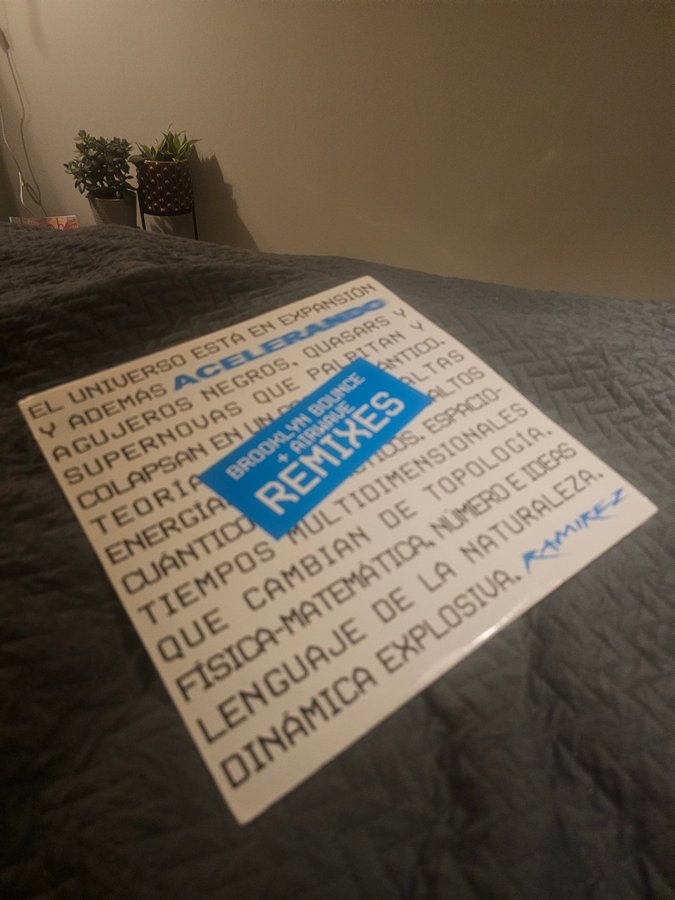 EL UNIVERSO ESTÁ EN EXPANSIÓN
Y ADEMÁS ACELERANDO
AGUJEROS NEGROS, QUASARS Y
SUPERNOVAS QUE PALPITAN Y
COLAPSAN EN UN
TEORÍA ALTAS
ENERGÍA
CUÁNTICO ESPACIO-
TIEMPOS MULTIDIMENSIONALES
QUE CAMBIAN DE TOPOLOGÍA.
FÍSICA-MATEMÁTICA, NÚMERO E IDEAS
LENGUAJE DE LA NATURALEZA.
DINÁMICA EXPLOSIVA.
RAMIREZ
BROOKLYN BOUNCE
+ AIRWAVE
REMIXES